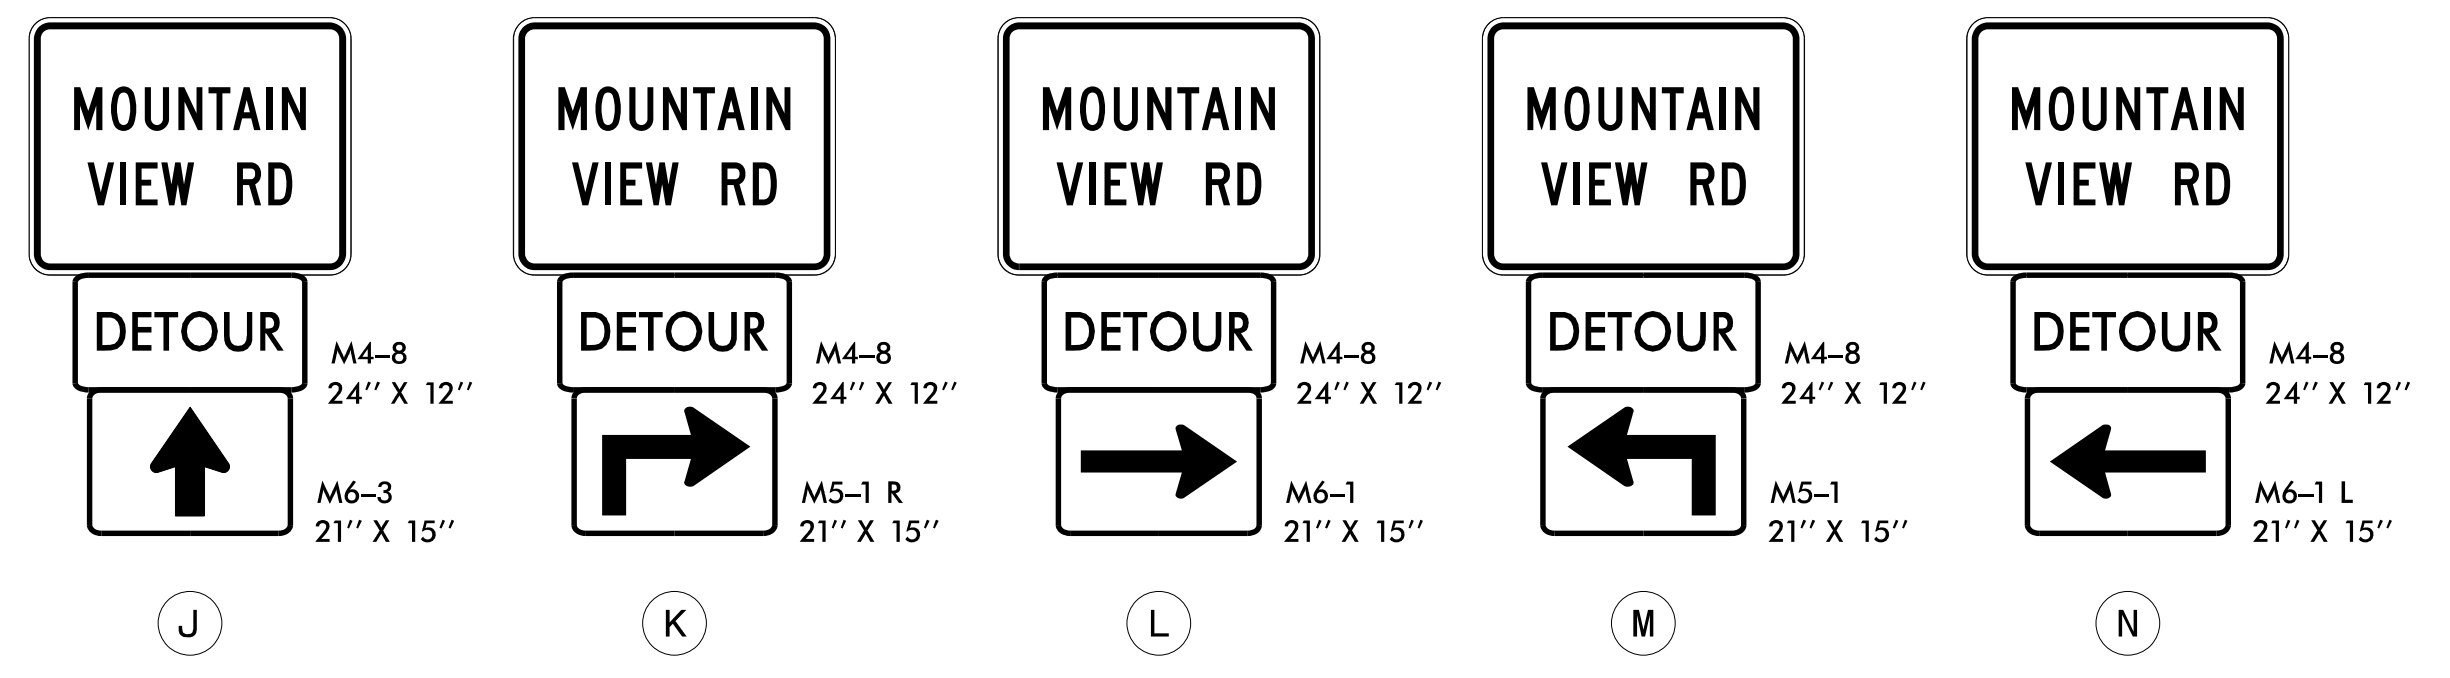 MOUNTAIN
VIEW RD
DETOUR
M4–8
24'' X 12''
M6–3
21'' X 15''
J
MOUNTAIN
VIEW RD
DETOUR
M4–8
24'' X 12''
M5–1 R
21'' X 15''
K
MOUNTAIN
VIEW RD
DETOUR
M4–8
24'' X 12''
M6–1
21'' X 15''
L
MOUNTAIN
VIEW RD
DETOUR
M4–8
24'' X 12''
M5–1
21'' X 15''
M
MOUNTAIN
VIEW RD
DETOUR
M4–8
24'' X 12''
M6–1 L
21'' X 15''
N